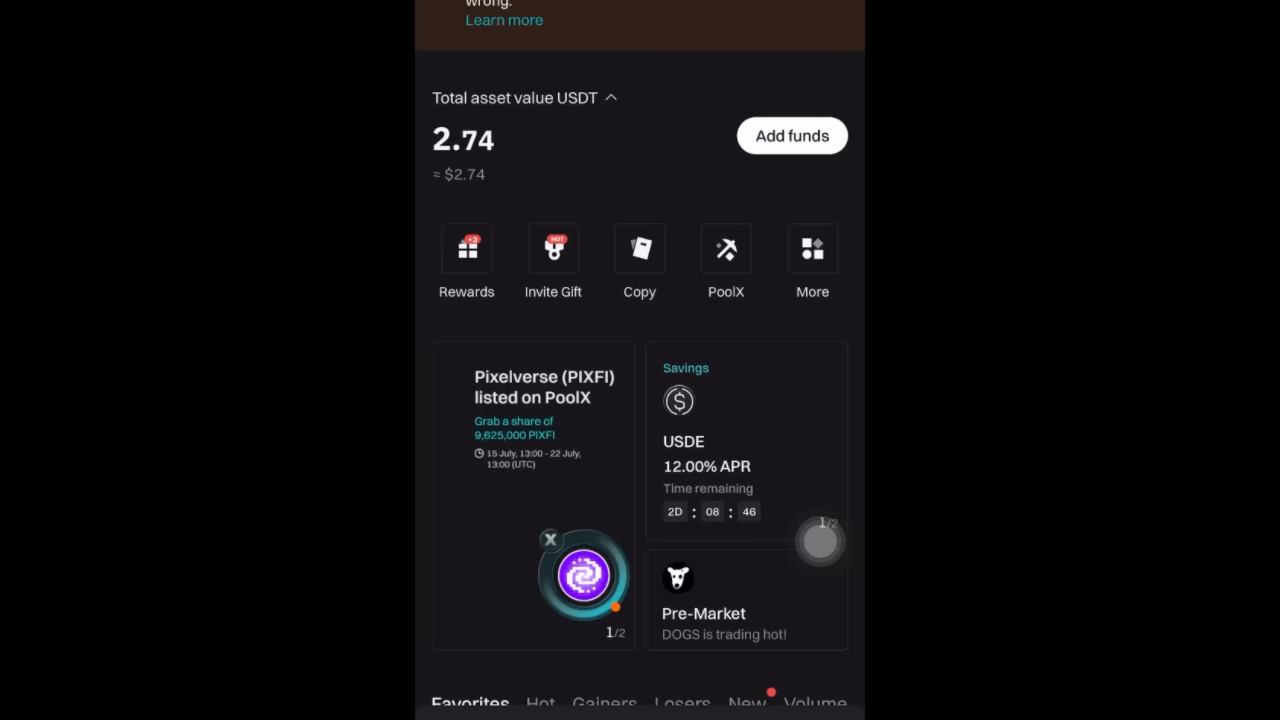 wrong.
Learn more
Total asset value USDT
2.74
Add funds
≈ $2.74
+3
HOT
Rewards
Invite Gift
Copy
PoolX
More
Pixelverse (PIXFI)
listed on PoolX
Grab a share of
9,625,000 PIXFI
15 July, 13:00 - 22 July,
13:00 (UTC)
X
1/2
Savings
USDE
12.00% APR
Time remaining
2D : 08 : 46
1/2
Pre-Market
DOGS is trading hot!
Favorites Hot Gainers Losers New Volume